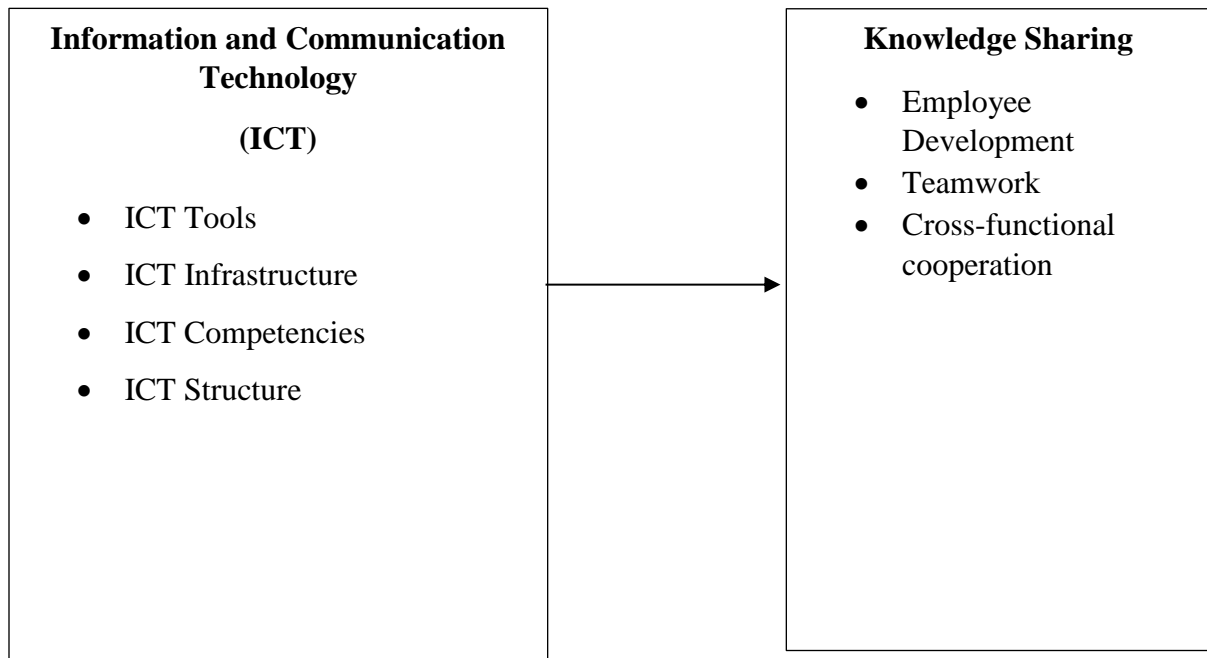 Information and Communication
Technology
(ICT)
• ICT Tools
• ICT Infrastructure
• ICT Competencies
• ICT Structure
Knowledge Sharing
• Employee
Development
• Teamwork
• Cross-functional
cooperation